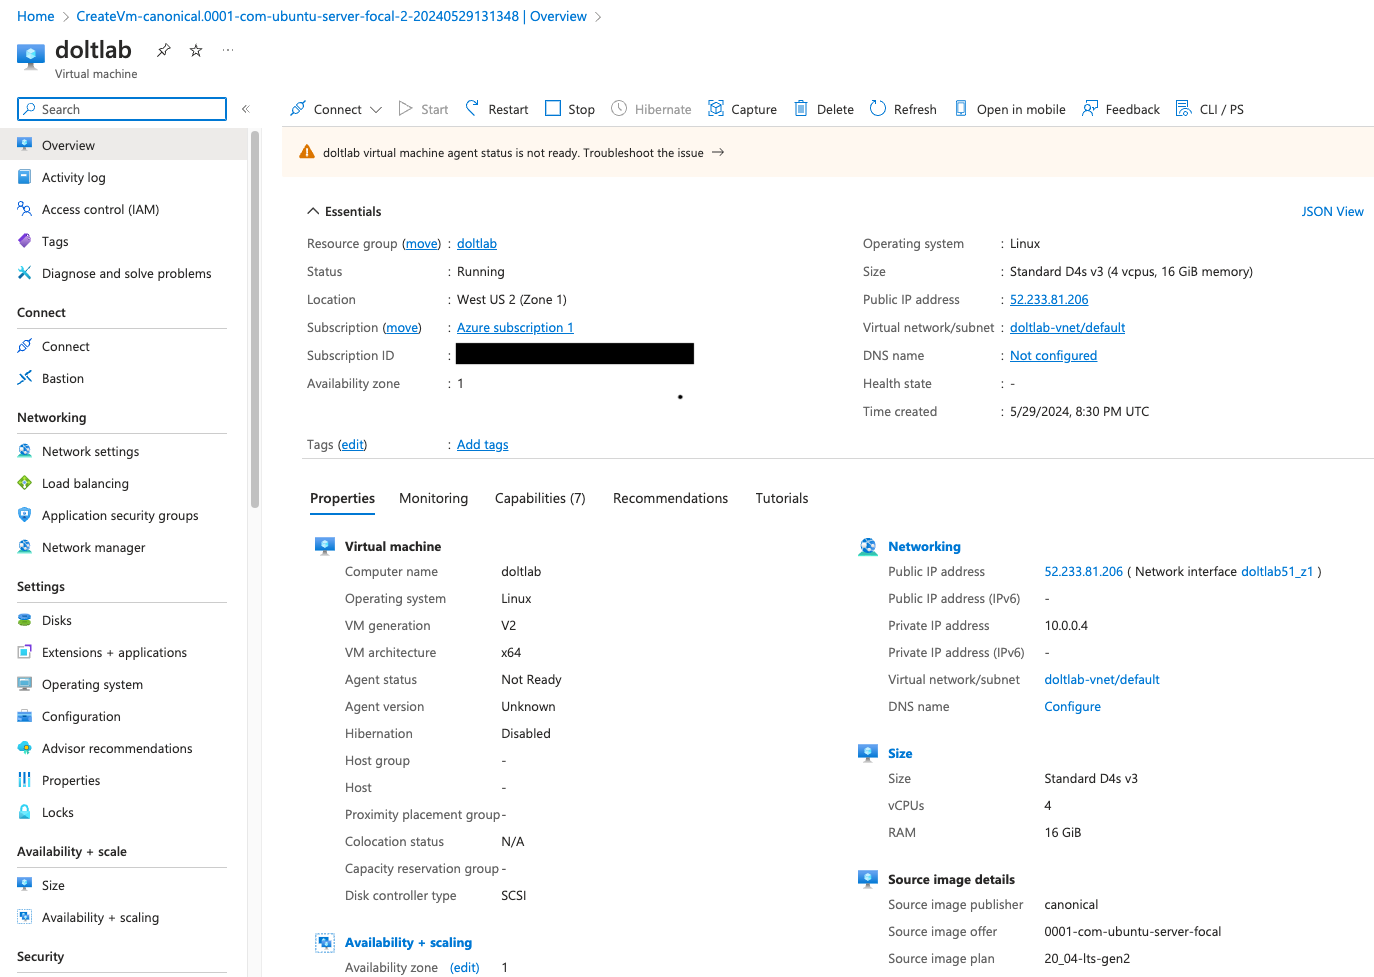 Home > CreateVm-canonical.0001-com-ubuntu-server-focal-2-20240529131348 | Overview >
doltlab
Virtual machine
Search
«
Connect
Start
Restart
Stop
Hibernate
Capture
Delete
Refresh
Open in mobile
Feedback
CLI / PS
doltlab virtual machine agent status is not ready. Troubleshoot the issue →
Overview
Activity log
Access control (IAM)
Tags
Diagnose and solve problems
Connect
Connect
Bastion
Networking
Network settings
Load balancing
Application security groups
Network manager
Settings
Disks
Extensions + applications
Operating system
Configuration
Advisor recommendations
Properties
Locks
Availability + scale
Size
Availability + scaling
Security
Essentials
JSON View
Resource group (move) : doltlab
Status : Running
Location : West US 2 (Zone 1)
Subscription (move) : Azure subscription 1
Subscription ID :
Availability zone : 1
Operating system : Linux
Size : Standard D4s v3 (4 vcpus, 16 GiB memory)
Public IP address : 52.233.81.206
Virtual network/subnet : doltlab-vnet/default
DNS name : Not configured
Health state : -
Time created : 5/29/2024, 8:30 PM UTC
Tags (edit) : Add tags
Properties
Monitoring
Capabilities (7)
Recommendations
Tutorials
Virtual machine
Computer name doltlab
Operating system Linux
VM generation V2
VM architecture x64
Agent status Not Ready
Agent version Unknown
Hibernation Disabled
Host group -
Host -
Proximity placement group -
Colocation status N/A
Capacity reservation group -
Disk controller type SCSI
Availability + scaling
Availability zone (edit) 1
Networking
Public IP address 52.233.81.206 ( Network interface doltlab51_z1 )
Public IP address (IPv6) -
Private IP address 10.0.0.4
Private IP address (IPv6) -
Virtual network/subnet doltlab-vnet/default
DNS name Configure
Size
Size Standard D4s v3
vCPUs 4
RAM 16 GiB
Source image details
Source image publisher canonical
Source image offer 0001-com-ubuntu-server-focal
Source image plan 20_04-lts-gen2